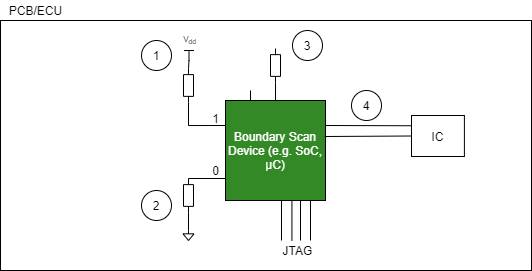 PCB/ECU
Vdd
1
3
4
1
Boundary Scan
Device (e.g. SoC,
µC)
IC
0
2
JTAG